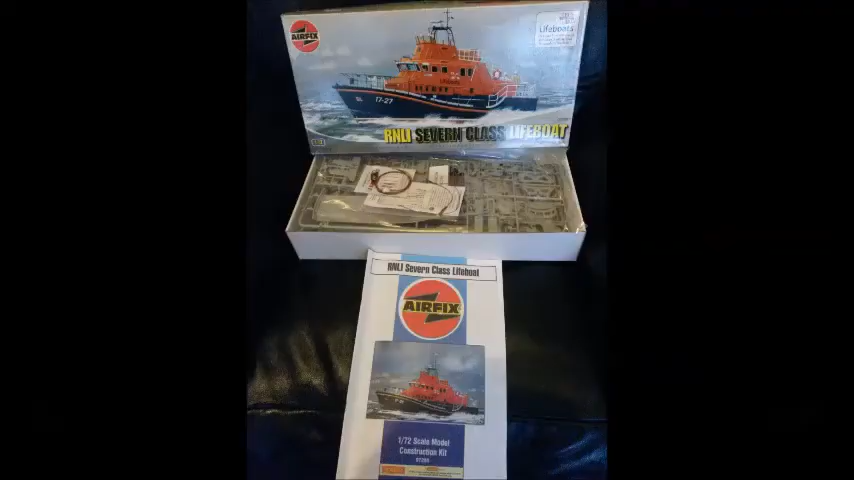 AIRFIX
Lifeboats
17-27
RNLI SEVERN CLASS LIFEBOAT
RNLI Severn Class Lifeboat
AIRFIX
1/72 Scale Model
Construction Kit